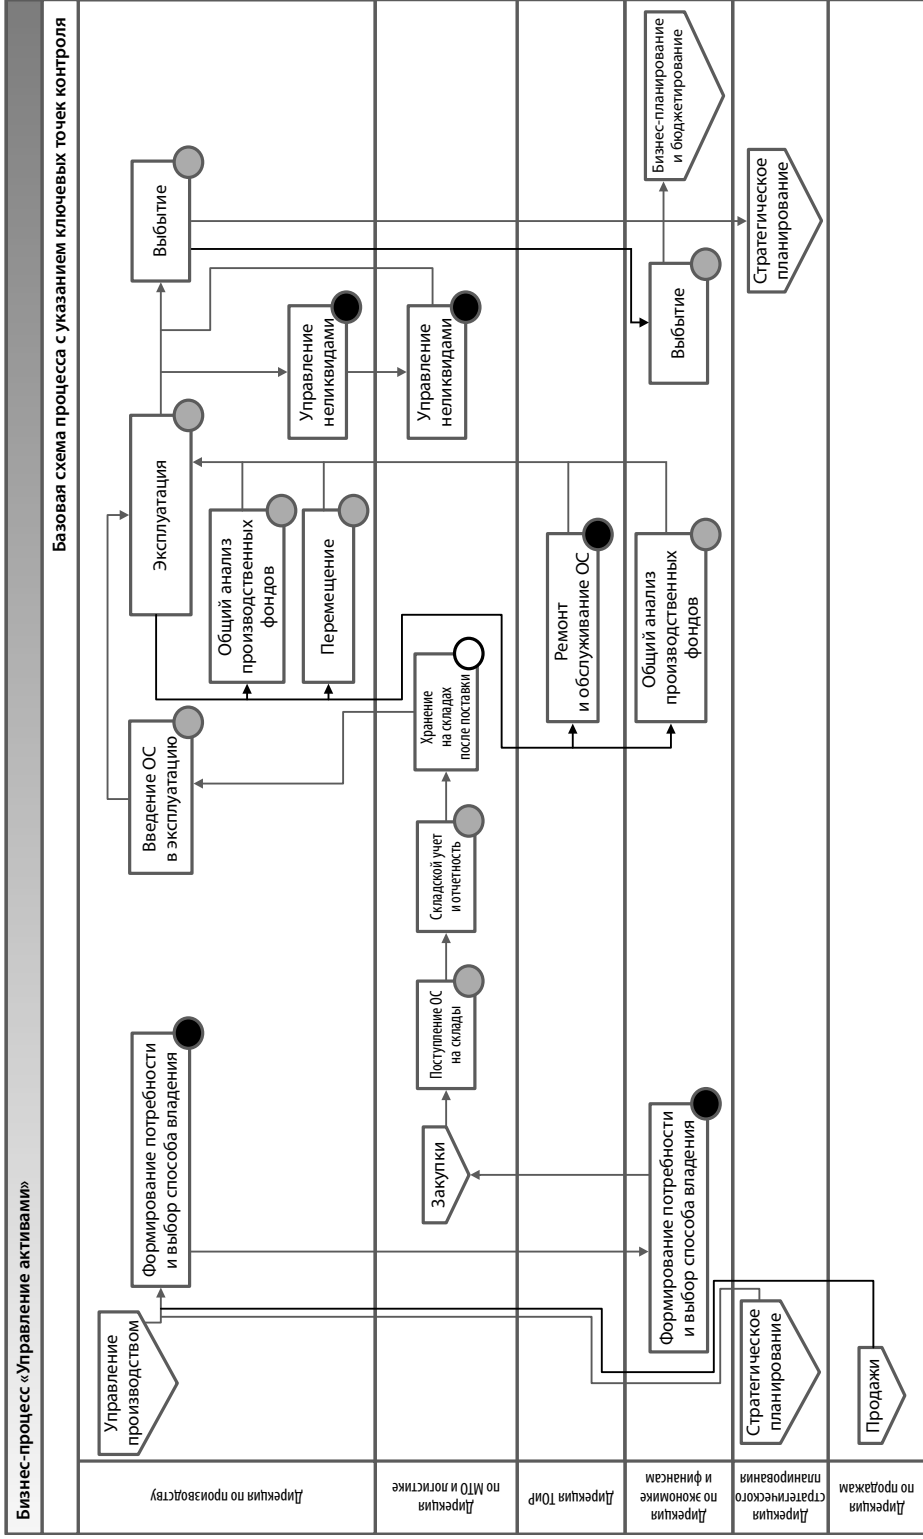 Бизнес-процесс «Управление активами»
Базовая схема процесса с указанием ключевых точек контроля
Дирекция по производству
Управление
производством
Формирование потребности
и выбор способа владения
Введение ОС
в эксплуатацию
Эксплуатация
Общий анализ
производственных
фондов
Перемещение
Управление
неликвидами
Выбытие
Дирекция
по МТО и логистике
Закупки
Поступление ОС
на склады
Складской учет
и отчетность
Хранение
на складах
после поставки
Управление
неликвидами
Дирекция ТОиР
Ремонт
и обслуживание ОС
Дирекция
по экономике
и финансам
Формирование потребности
и выбор способа владения
Общий анализ
производственных
фондов
Выбытие
Бизнес-планирование
и бюджетирование
Дирекция
стратегического
планирования
Стратегическое
планирование
Стратегическое
планирование
Дирекция
по продажам
Продажи